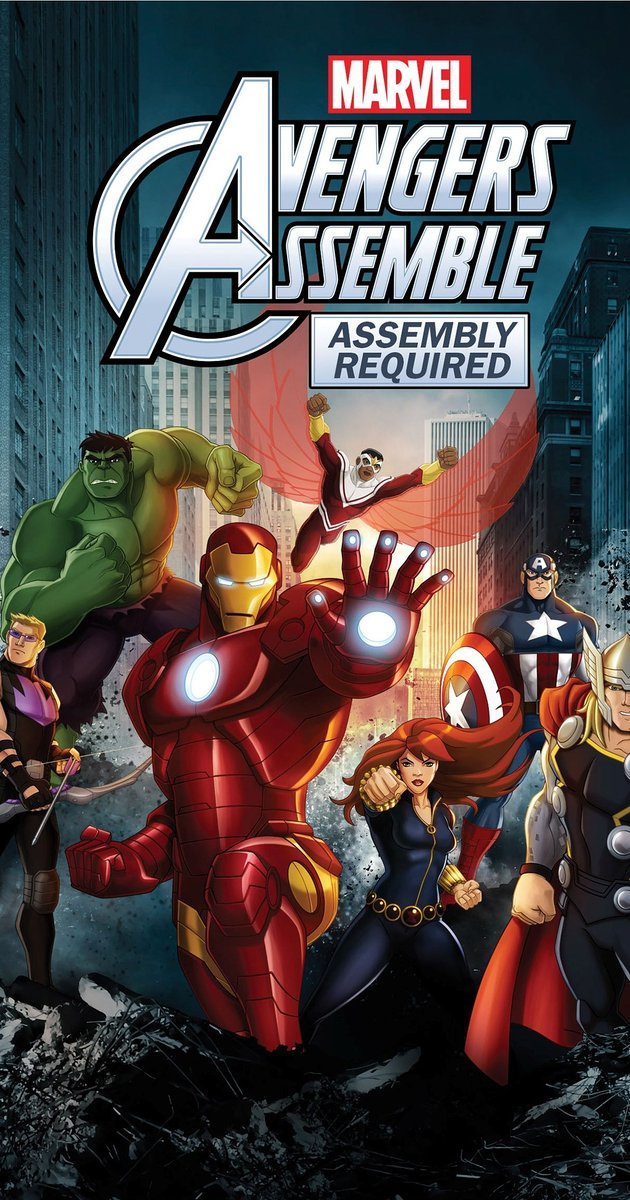 MARVEL
AVENGERS
ASSEMBLE
ASSEMBLY
REQUIRED
A